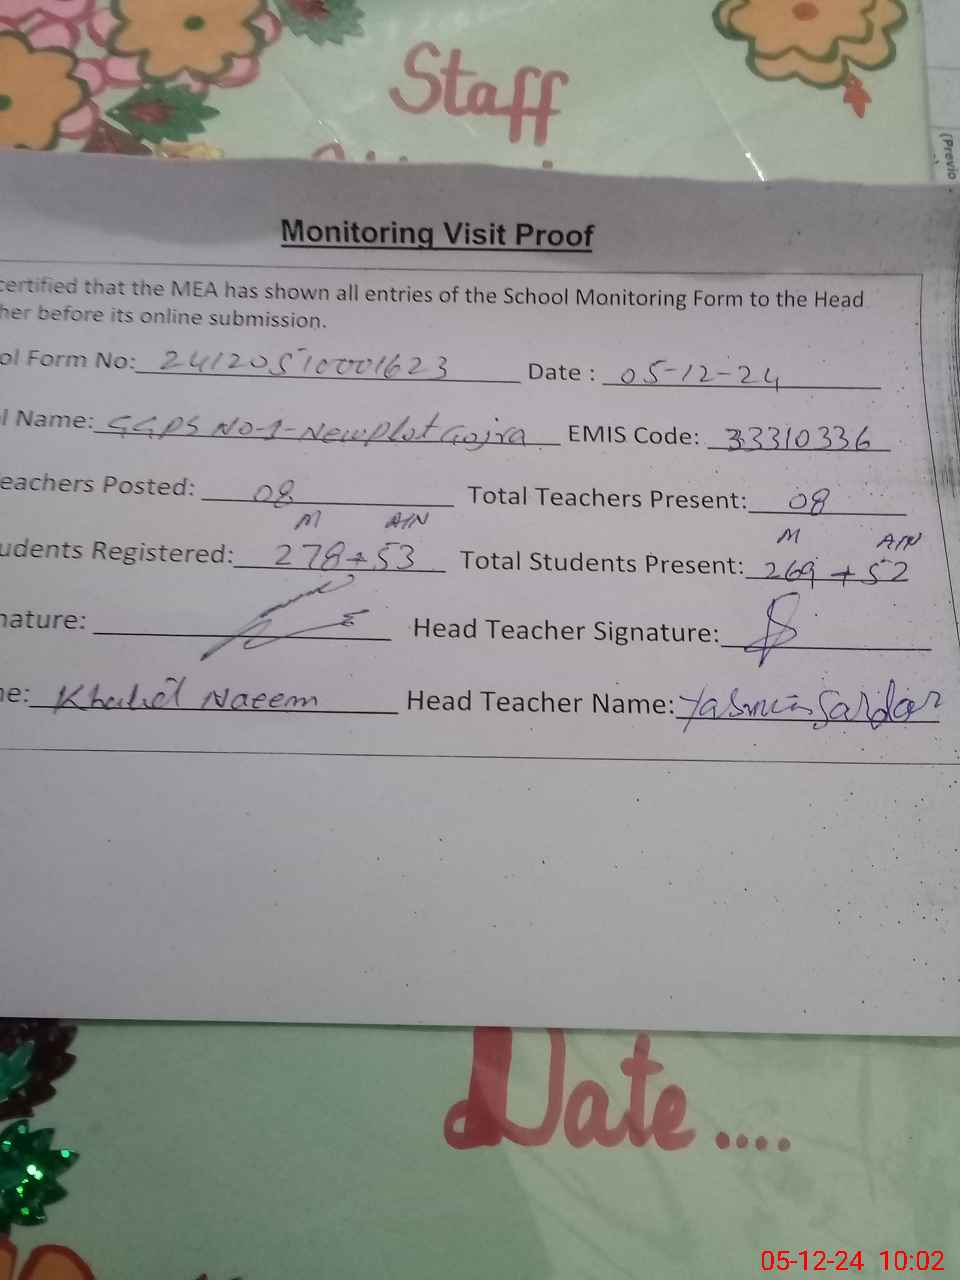 Staff
(Previo
Monitoring Visit Proof
certified that the MEA has shown all entries of the School Monitoring Form to the Head
her before its online submission.
ol Form No: 24120510001623 Date : 05-12-24
l Name: GGPS NO-1-Newplot Gojra EMIS Code: 33310336
eachers Posted: 08 Total Teachers Present: 08
M A/N M A/N
udents Registered: 278+53 Total Students Present: 269+52
nature: Head Teacher Signature:
ne: Khalid Naeem Head Teacher Name: Yasmin Sardar
Date....
05-12-24 10:02